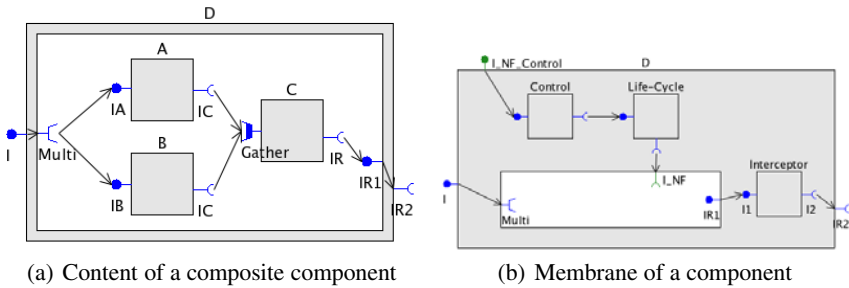 D
A
IA
IC
B
IB
IC
C
I
Multi
Gather
IR
IR1
IR2
(a) Content of a composite component
I_NF_Control
D
Control
Life-Cycle
I_NF
Interceptor
I
Multi
IR1
I1
I2
IR2
(b) Membrane of a component